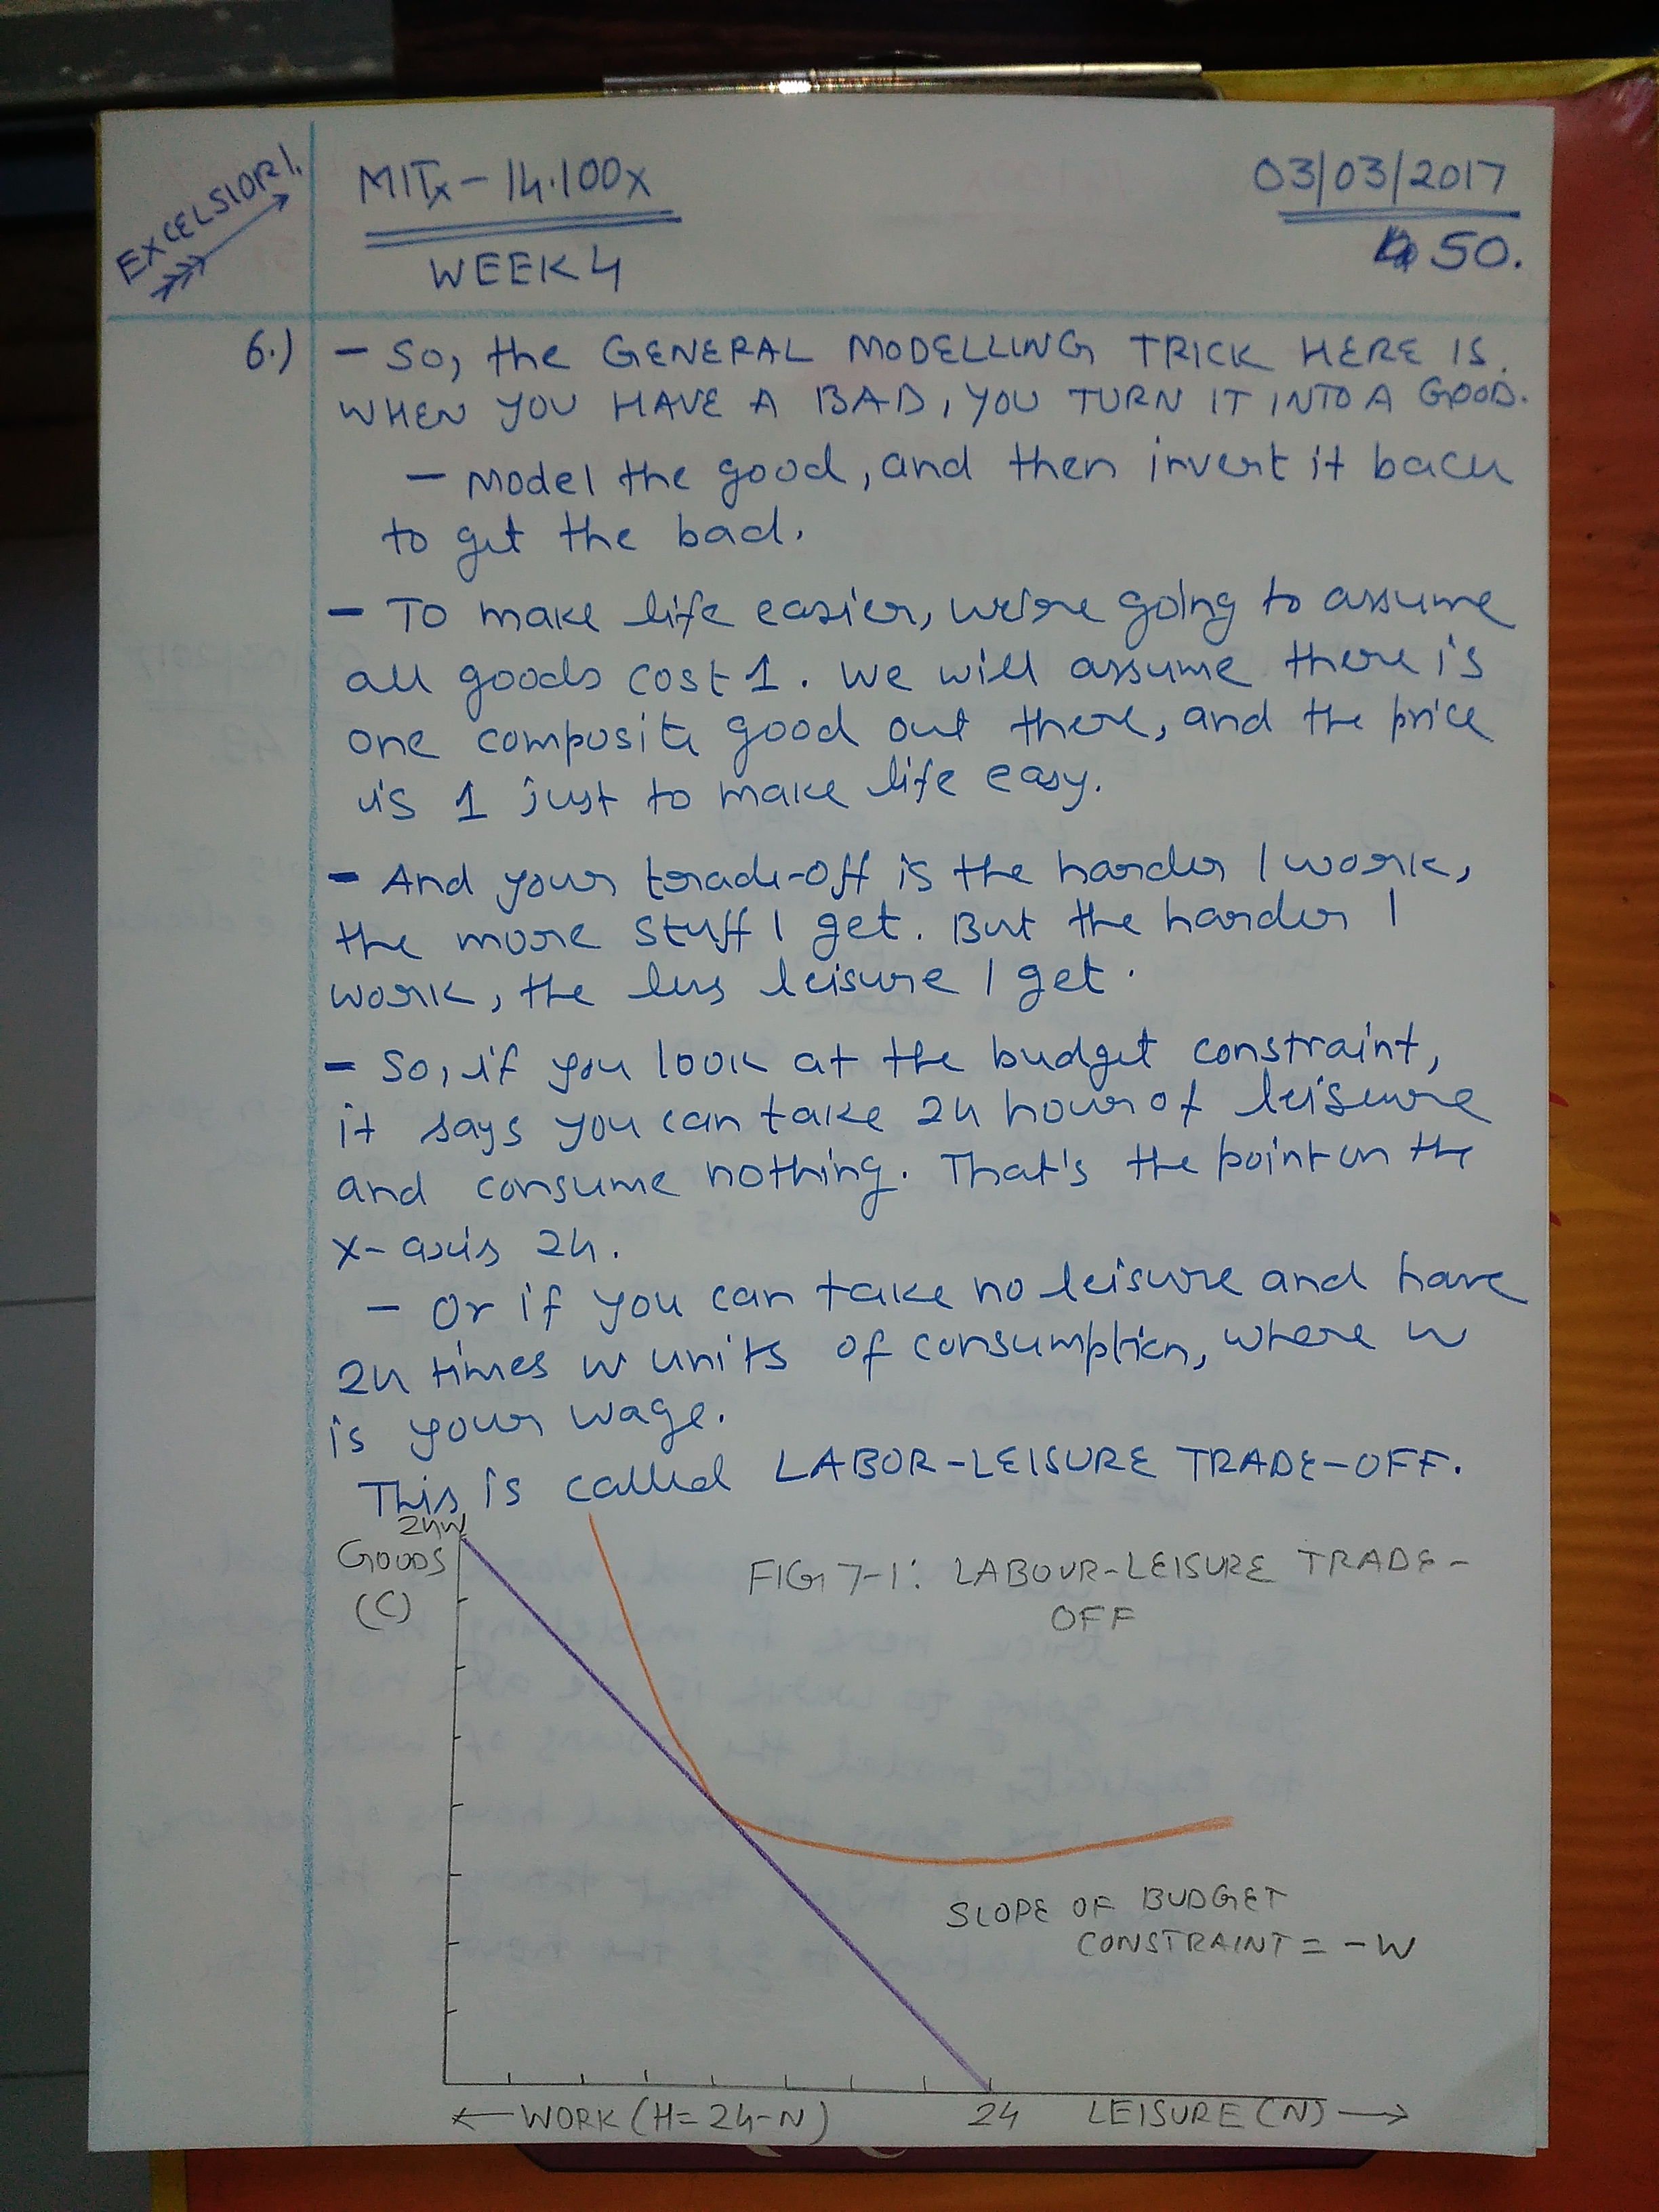 EXCELSIOR!
MITx - 14.100x
03/03/2017
WEEK 4
50.
6.) - So, the GENERAL MODELLING TRICK HERE IS.
WHEN YOU HAVE A BAD, YOU TURN IT INTO A GOOD.
- Model the good, and then invert it back
to get the bad.
- To make life easier, we're going to assume
all goods cost 1. We will assume there is
one composite good out there, and the price
is 1 just to make life easy.
- And your trade-off is the harder I work,
the more stuff I get. But the harder I
work, the less leisure I get.
- So, if you look at the budget constraint,
it says you can take 24 hours of leisure
and consume nothing. That's the point on the
x-axis 24.
- Or if you can take no leisure and have
24 times w units of consumption, where w
is your wage.
This is called LABOR-LEISURE TRADE-OFF.
24W
GOODS
(C)
FIG 7-1: LABOUR-LEISURE TRADE-
OFF
SLOPE OF BUDGET
CONSTRAINT = -W
← WORK (H=24-N) 24 LEISURE (N) →